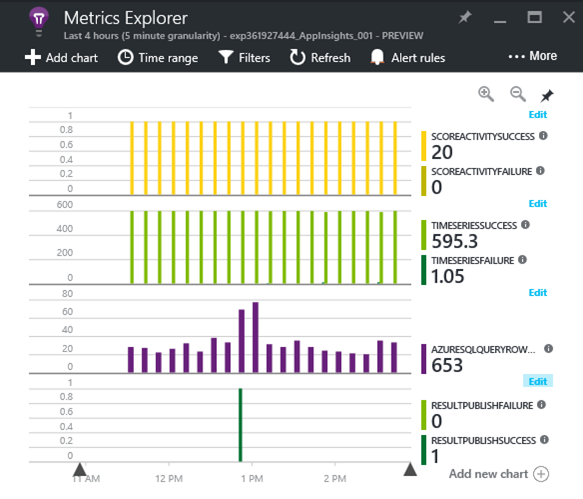 Metrics Explorer
Last 4 hours (5 minute granularity) - exp361927444_AppInsights_001 - PREVIEW
Add chart Time range Filters Refresh Alert rules ••• More
Edit
1
0.8
0.6
0.4
0.2
0
SCOREACTIVITYSUCCESS
20
SCOREACTIVITYFAILURE
0
Edit
600
400
200
0
TIMESERIESSUCCESS
595.3
TIMESERIESFAILURE
1.05
Edit
80
60
40
20
0
AZURESQLQUERYROW...
653
Edit
1
0.8
0.6
0.4
0.2
0
RESULTPUBLISHFAILURE
0
RESULTPUBLISHSUCCESS
1
11 AM 12 PM 1 PM 2 PM
Add new chart